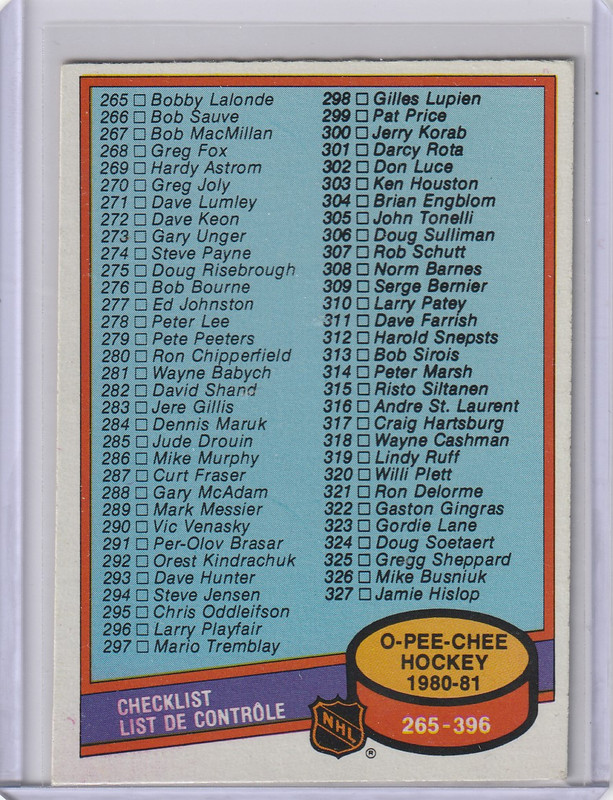 265 □ Bobby Lalonde
266 □ Bob Sauve
267 □ Bob MacMillan
268 □ Greg Fox
269 □ Hardy Astrom
270 □ Greg Joly
271 □ Dave Lumley
272 □ Dave Keon
273 □ Gary Unger
274 □ Steve Payne
275 □ Doug Risebrough
276 □ Bob Bourne
277 □ Ed Johnston
278 □ Peter Lee
279 □ Pete Peeters
280 □ Ron Chipperfield
281 □ Wayne Babych
282 □ David Shand
283 □ Jere Gillis
284 □ Dennis Maruk
285 □ Jude Drouin
286 □ Mike Murphy
287 □ Curt Fraser
288 □ Gary McAdam
289 □ Mark Messier
290 □ Vic Venasky
291 □ Per-Olov Brasar
292 □ Orest Kindrachuk
293 □ Dave Hunter
294 □ Steve Jensen
295 □ Chris Oddleifson
296 □ Larry Playfair
297 □ Mario Tremblay
298 □ Gilles Lupien
299 □ Pat Price
300 □ Jerry Korab
301 □ Darcy Rota
302 □ Don Luce
303 □ Ken Houston
304 □ Brian Engblom
305 □ John Tonelli
306 □ Doug Sulliman
307 □ Rob Schutt
308 □ Norm Barnes
309 □ Serge Bernier
310 □ Larry Patey
311 □ Dave Farrish
312 □ Harold Snepsts
313 □ Bob Sirois
314 □ Peter Marsh
315 □ Risto Siltanen
316 □ Andre St. Laurent
317 □ Craig Hartsburg
318 □ Wayne Cashman
319 □ Lindy Ruff
320 □ Willi Plett
321 □ Ron Delorme
322 □ Gaston Gingras
323 □ Gordie Lane
324 □ Doug Soetaert
325 □ Gregg Sheppard
326 □ Mike Busniuk
327 □ Jamie Hislop
CHECKLIST
LIST DE CONTRÔLE
NHL
®
O-PEE-CHEE
HOCKEY
1980-81
265-396